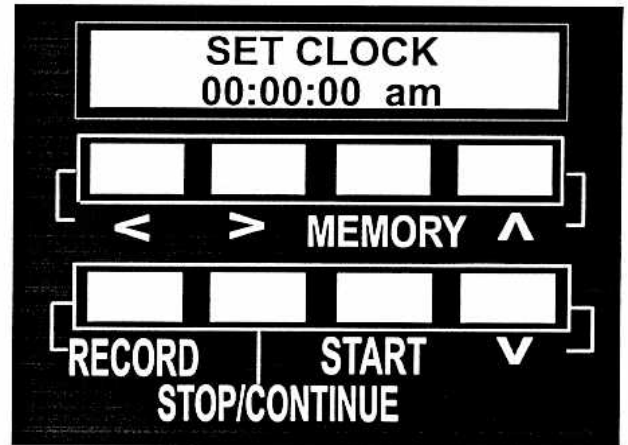 SET CLOCK
00:00:00 am
< > MEMORY ᐱ
RECORD START ᐯ
STOP/CONTINUE